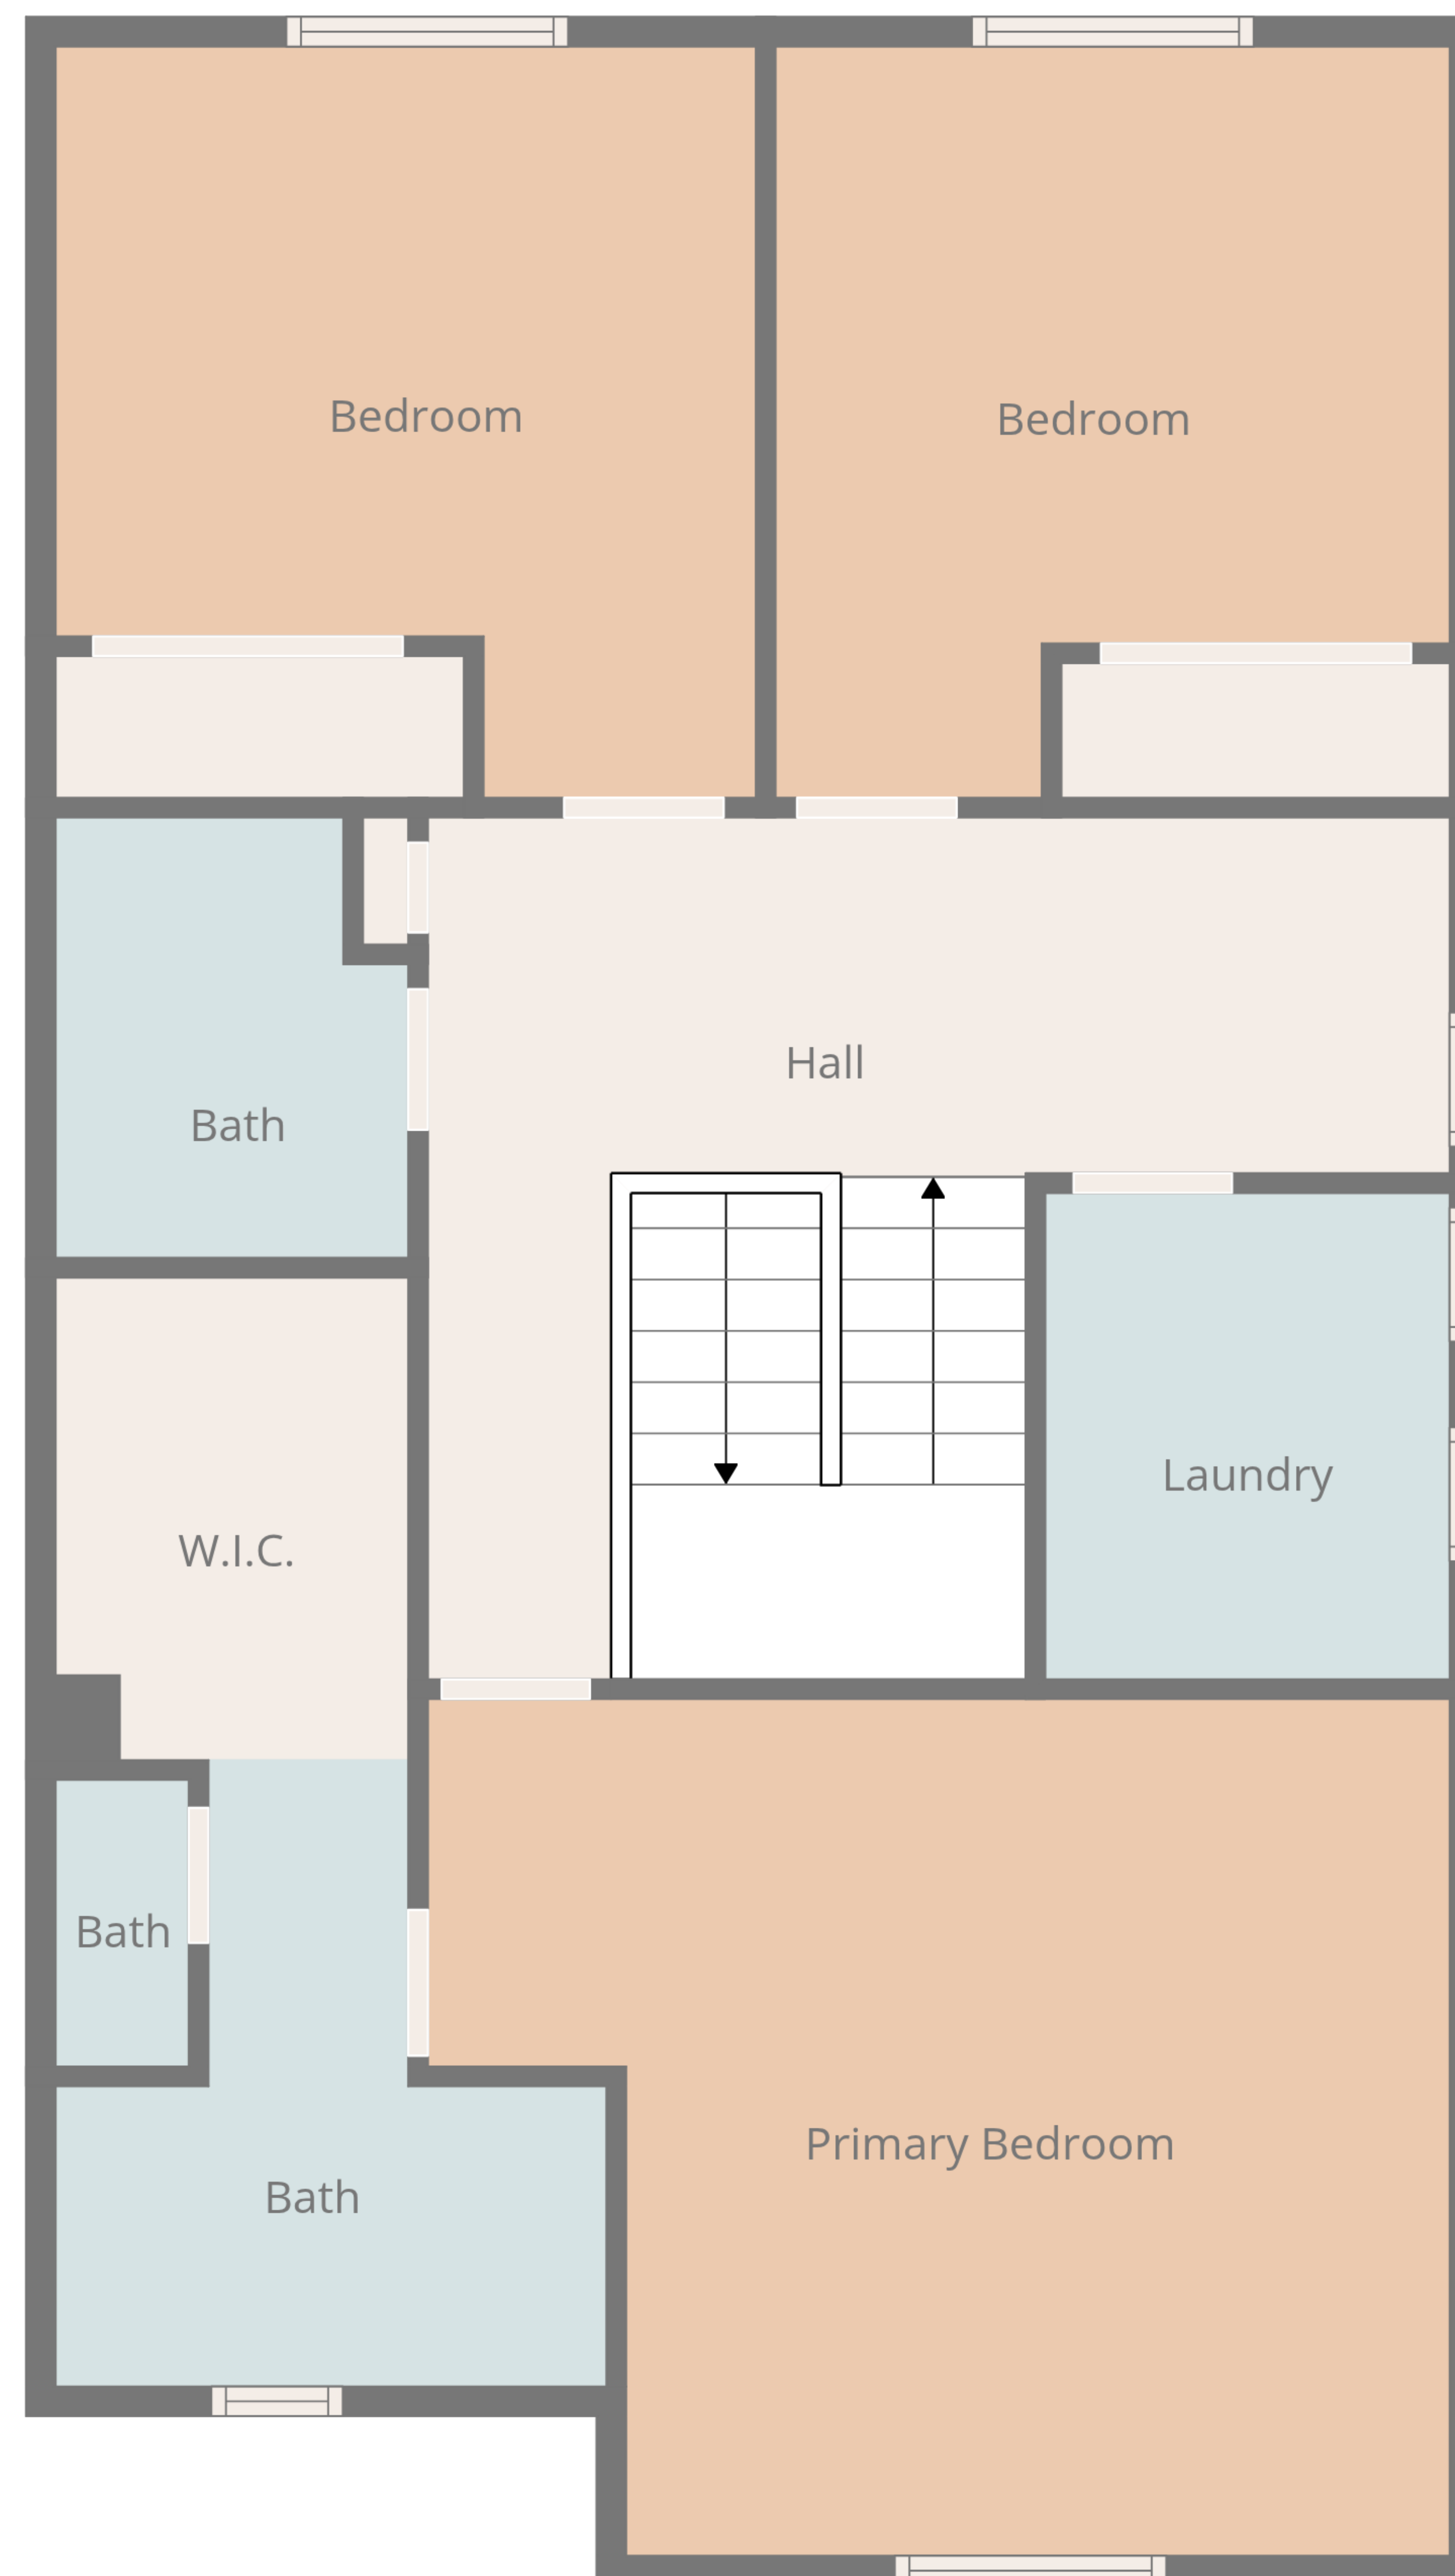 Bedroom
Bedroom
Hall
Bath
Laundry
W.I.C.
Bath
Primary Bedroom
Bath